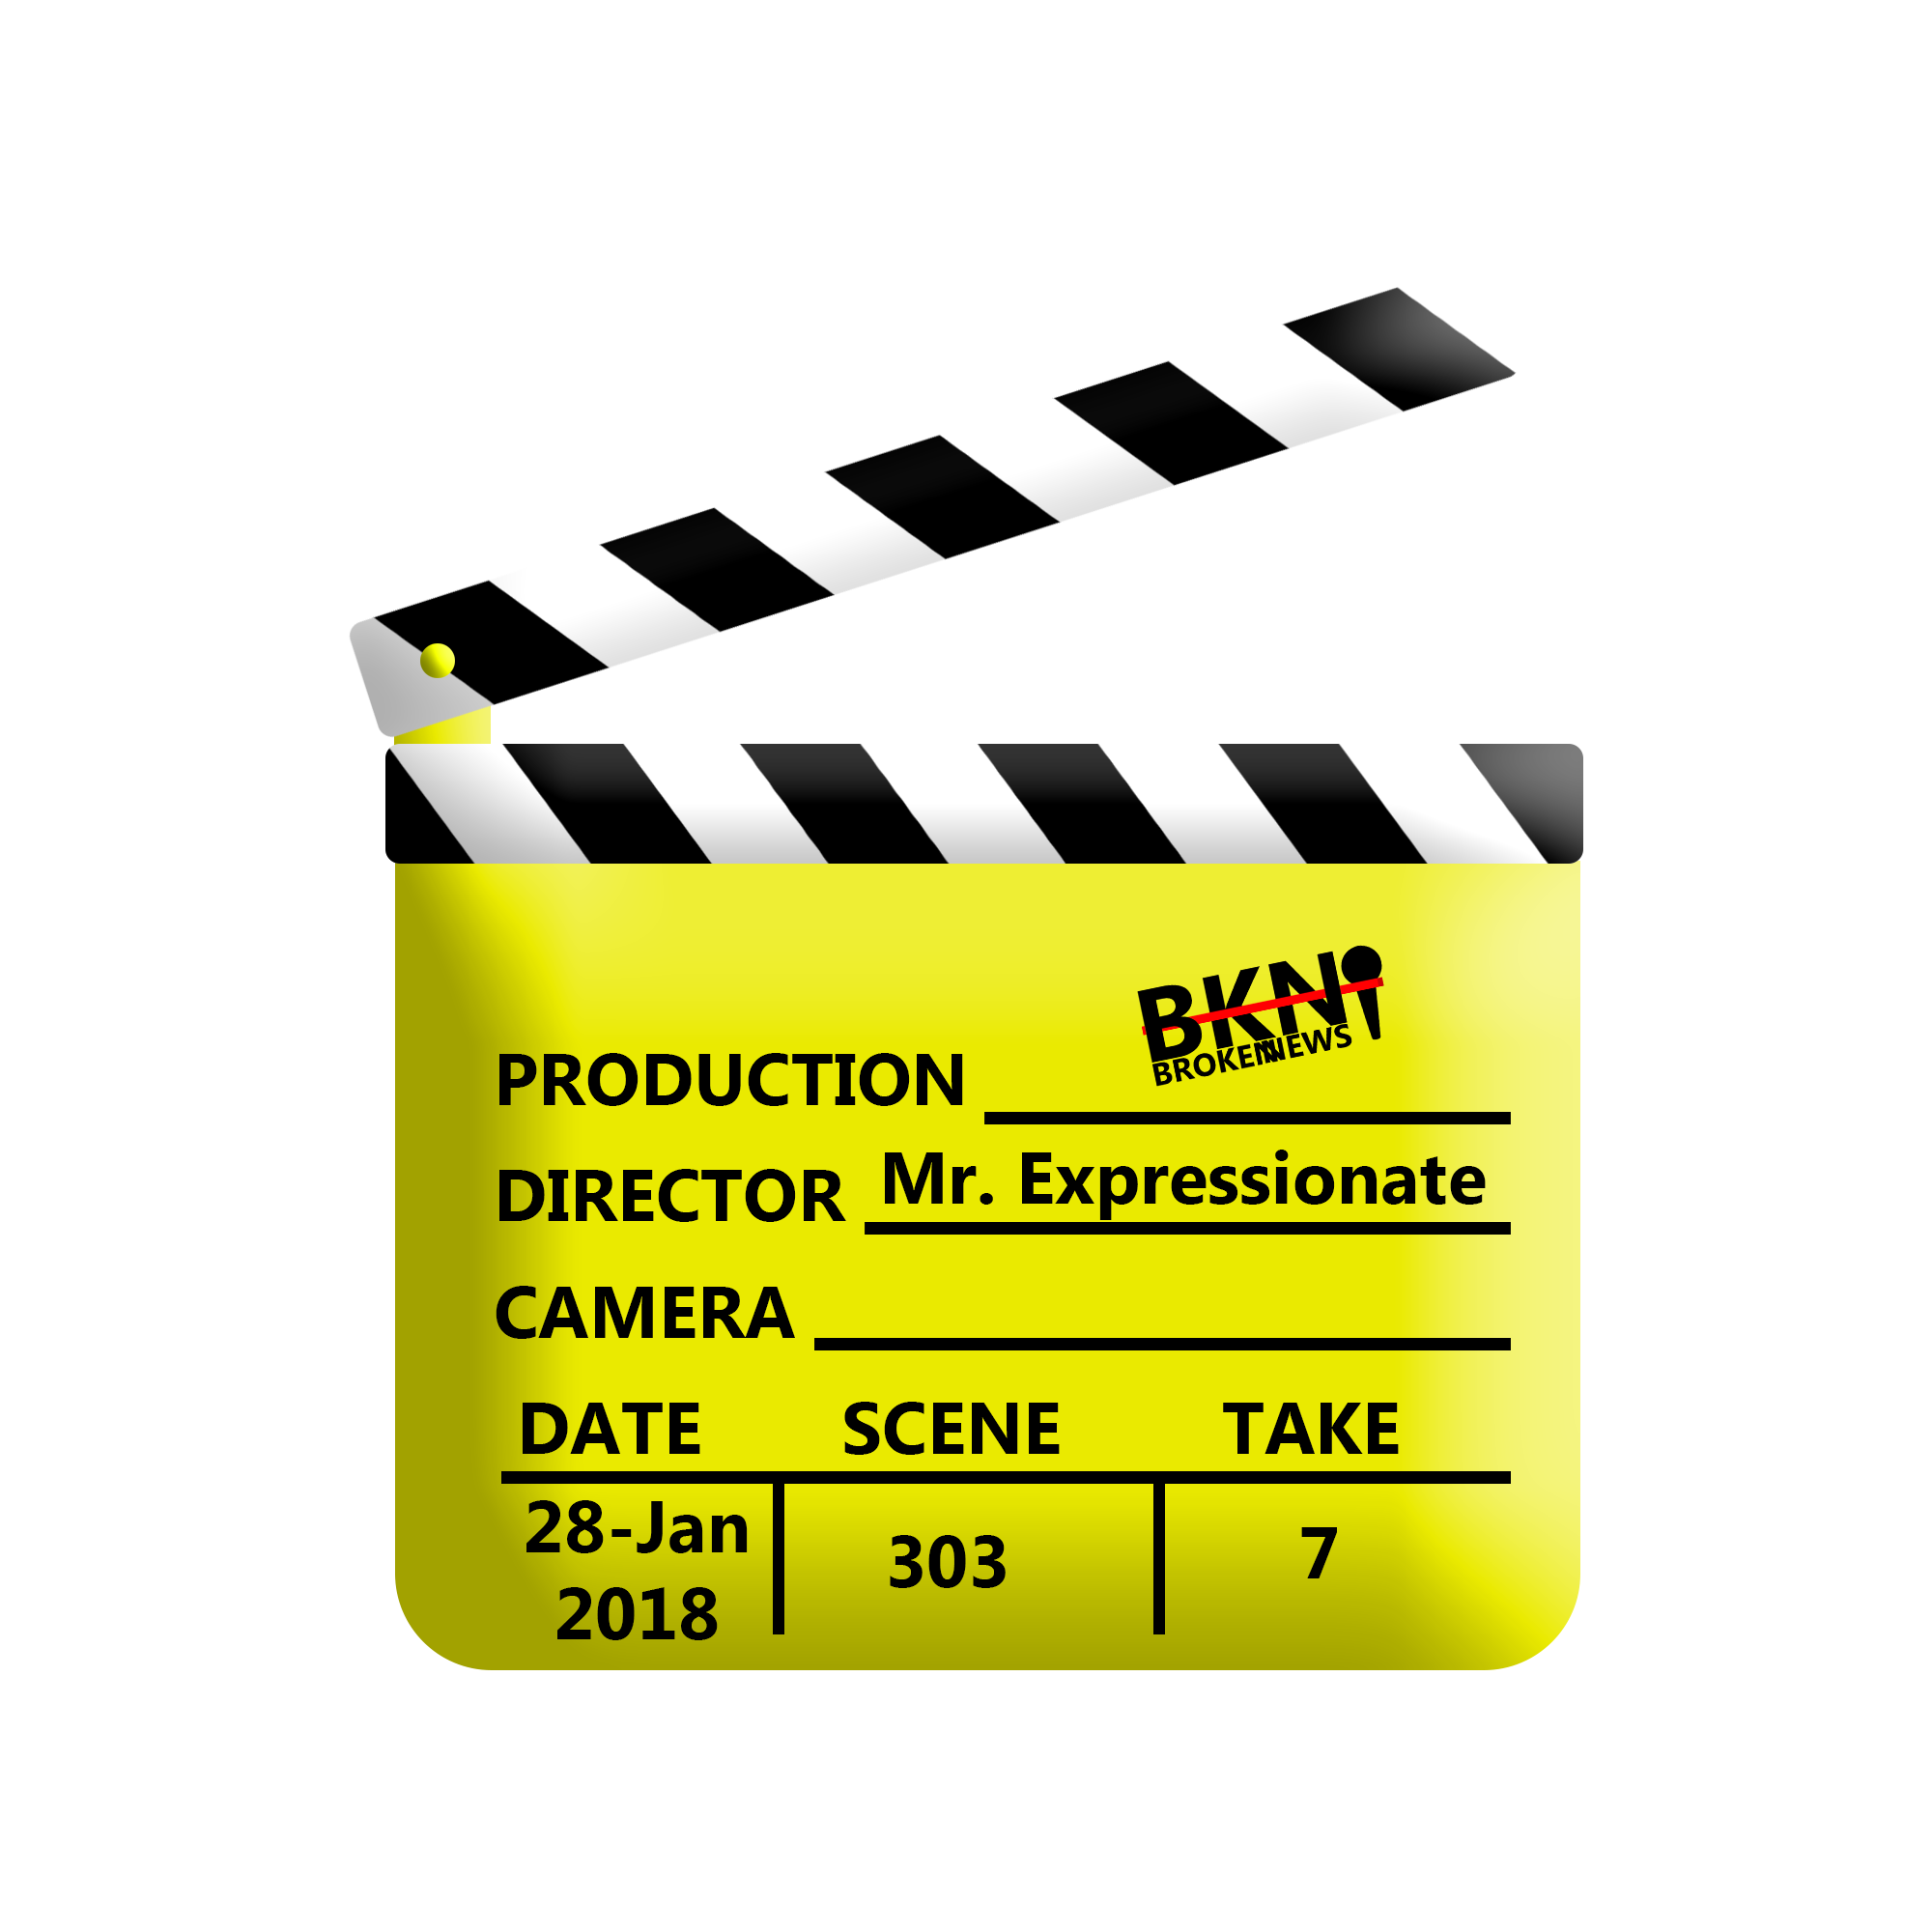 BKN
BROKEN NEWS
PRODUCTION
DIRECTOR Mr. Expressionate
CAMERA
DATE SCENE TAKE
28-Jan 303 7
2018